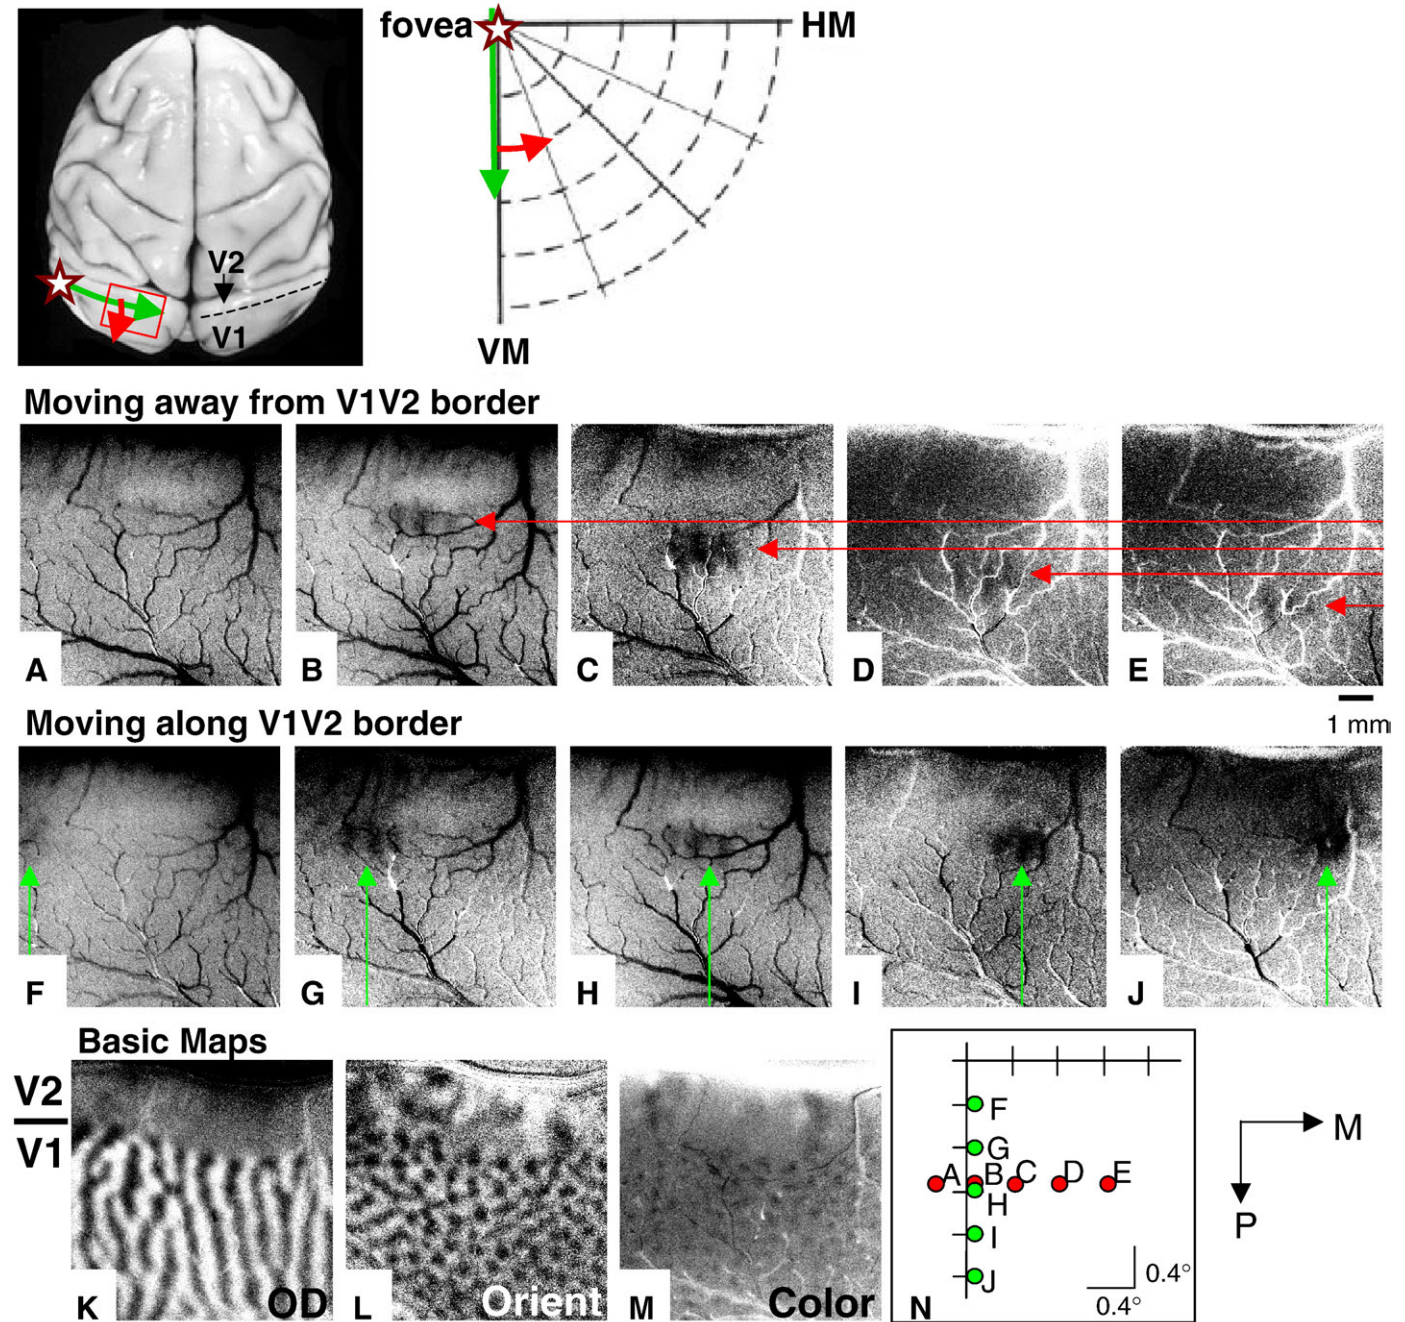 fovea
HM
V2
V1
VM
Moving away from V1V2 border
A
B
C
D
E
1 mm
Moving along V1V2 border
F
G
H
I
J
Basic Maps
V2
V1
K
OD
L
Orient
M
Color
N
F
G
A
B
C
D
E
H
I
J
0.4°
0.4°
M
P